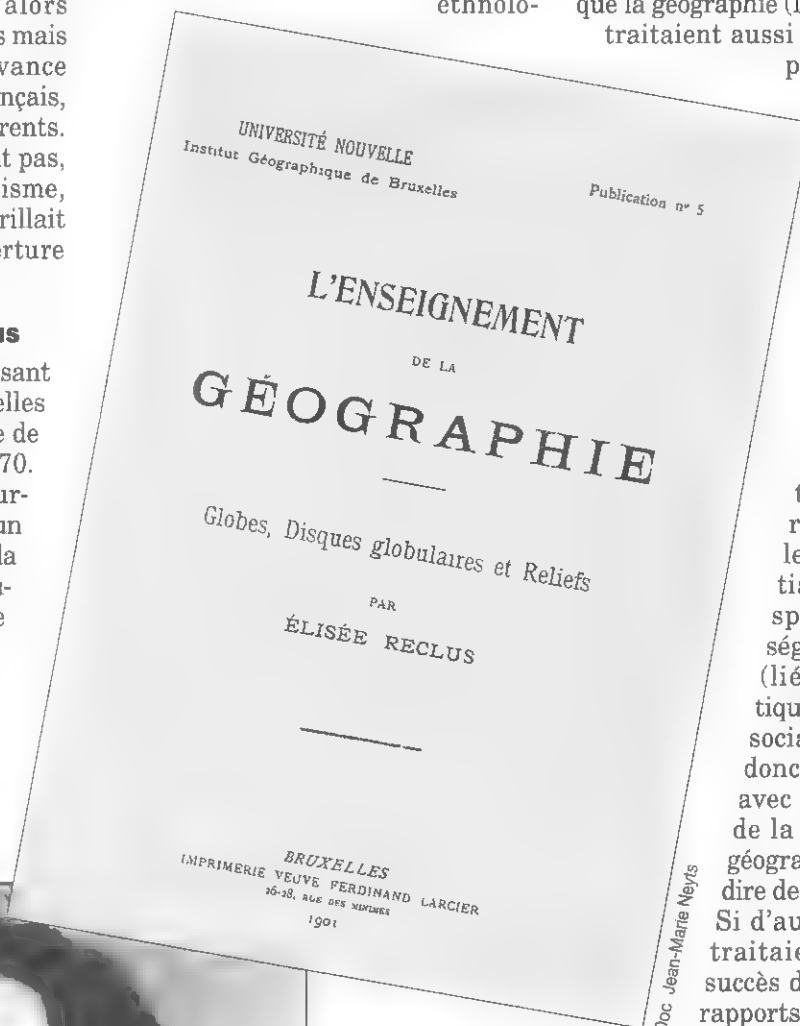 alors
s mais
vance
nçais,
rents.
t pas,
isme,
rillait
erture
us
sant
elles
e de
70.
ur-
un
la
e
ethnolo-
que la géographie (l
traitaient aussi
p
UNIVERSITÉ NOUVELLE
Institut Géographique de Bruxelles
Publication nº 5
L'ENSEIGNEMENT
DE LA
GÉOGRAPHIE
Globes, Disques globulaires et Reliefs
PAR
ÉLISÉE RECLUS
BRUXELLES
IMPRIMERIE VEUVE FERDINAND LARCIER
26-28, RUE DES MINIMES
1901
t
r
le
tia
sp
ség
(lié
tiqu
socia
donc
avec
de la
géogra
dire de
Si d'au
traitaie
succès d
rapports
Doc Jean-Marie Neyts